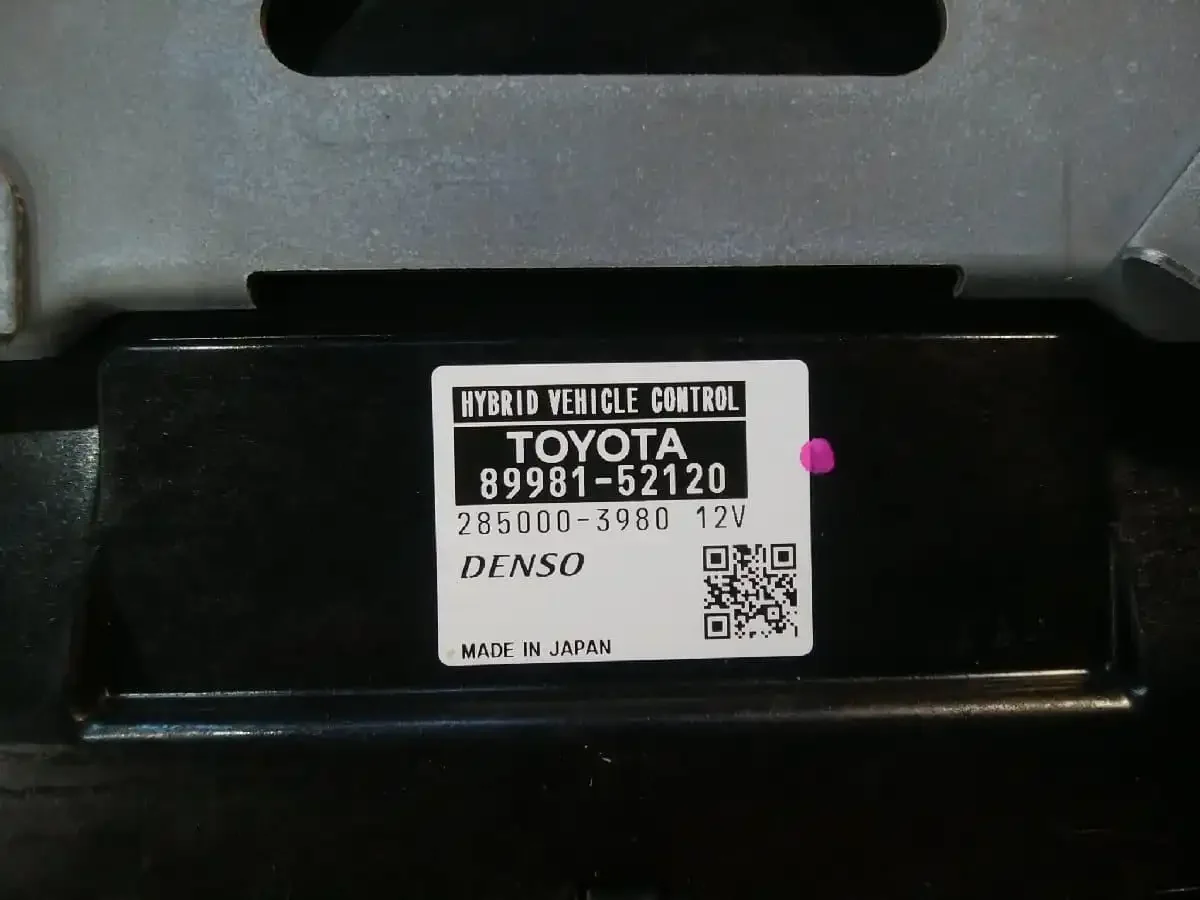 HYBRID VEHICLE CONTROL
TOYOTA
89981-52120
285000-3980 12V
DENSO
MADE IN JAPAN